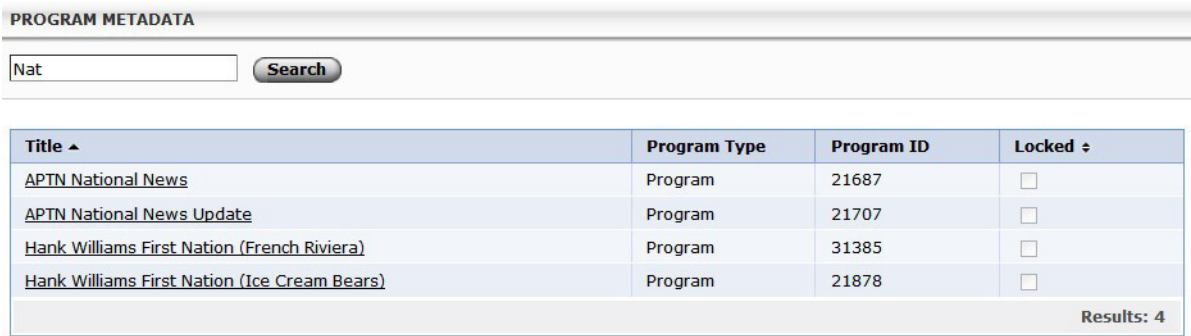 PROGRAM METADATA
Nat Search
Title Program Type Program ID Locked
APTN National News Program 21687
APTN National News Update Program 21707
Hank Williams First Nation (French Riviera) Program 31385
Hank Williams First Nation (Ice Cream Bears) Program 21878
Results: 4